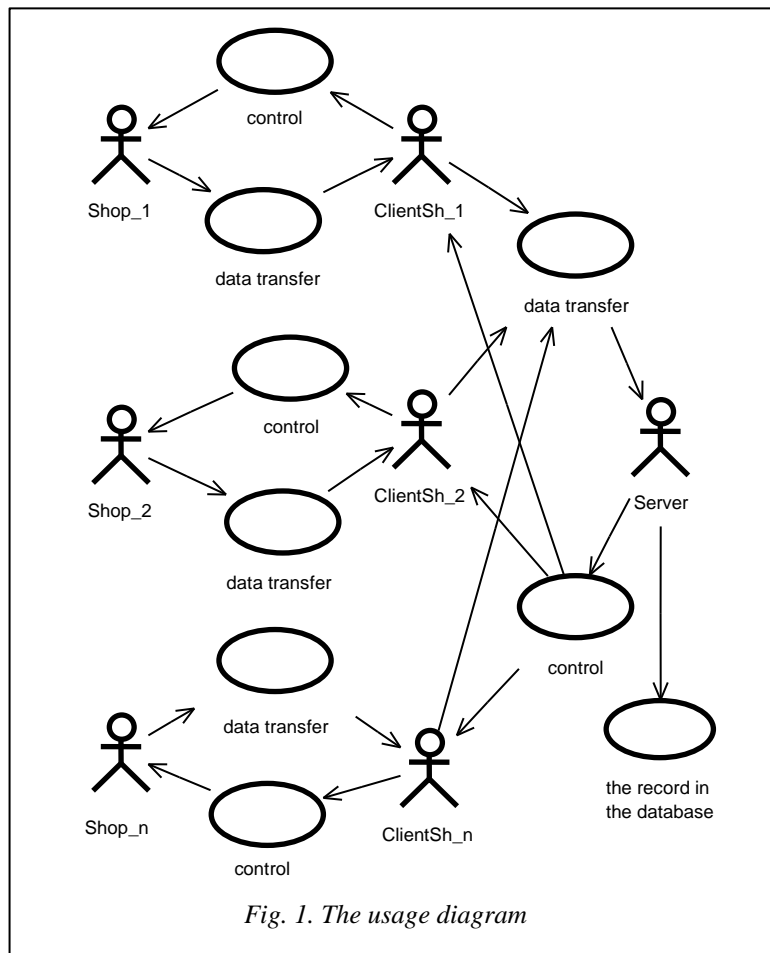 control
Shop_1
ClientSh_1
data transfer
data transfer
control
Shop_2
ClientSh_2
Server
data transfer
control
data transfer
Shop_n
ClientSh_n
the record in
the database
control
Fig. 1. The usage diagram